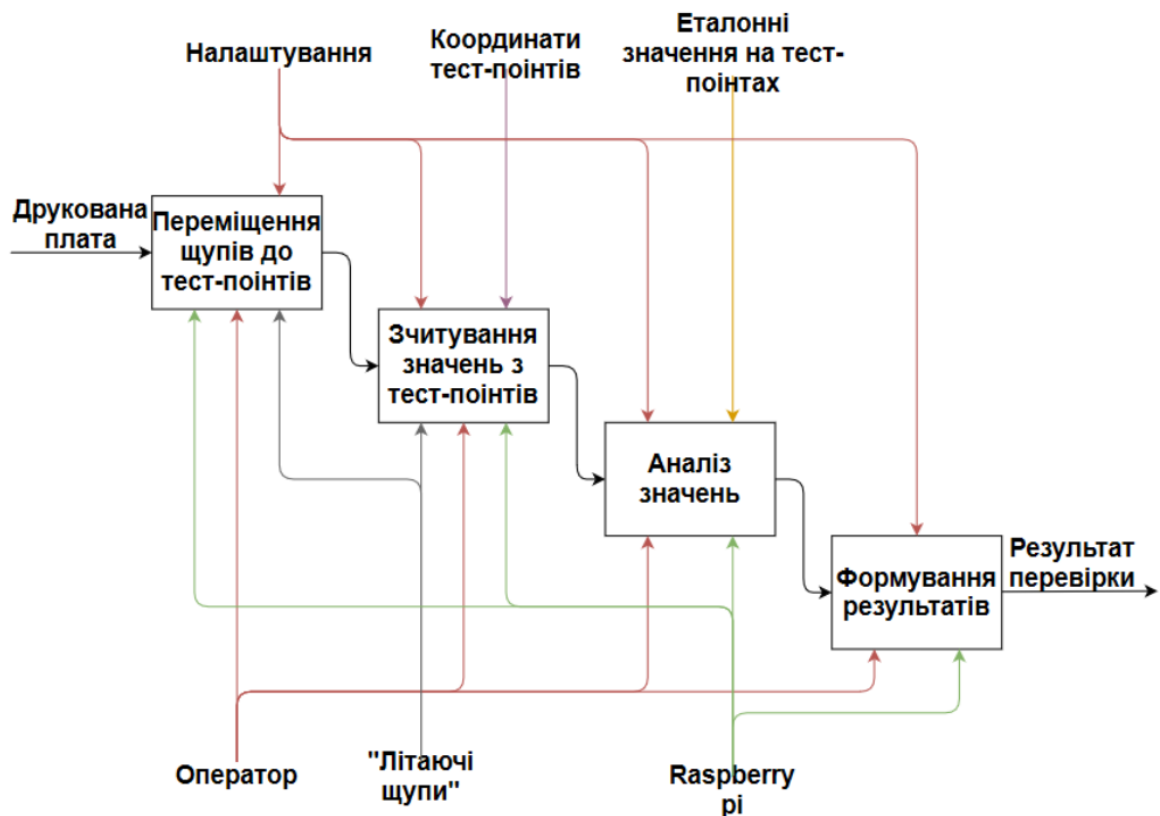 Налаштування
Координати
тест-поінтів
Еталонні
значення на тест-
поінтах
Друкована
плата
Переміщення
щупів до
тест-поінтів
Зчитування
значень з
тест-поінтів
Аналіз
значень
Формування
результатів
Результат
перевірки
Оператор
"Літаючі
щупи"
Raspberry
pi